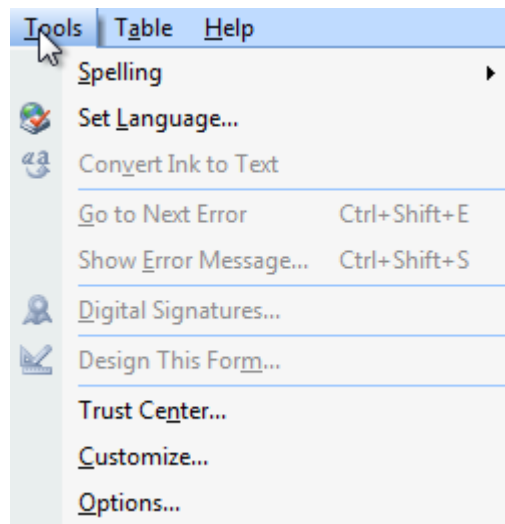 Tools Table Help
Spelling
Set Language...
Convert Ink to Text
Go to Next Error Ctrl+Shift+E
Show Error Message... Ctrl+Shift+S
Digital Signatures...
Design This Form...
Trust Center...
Customize...
Options...